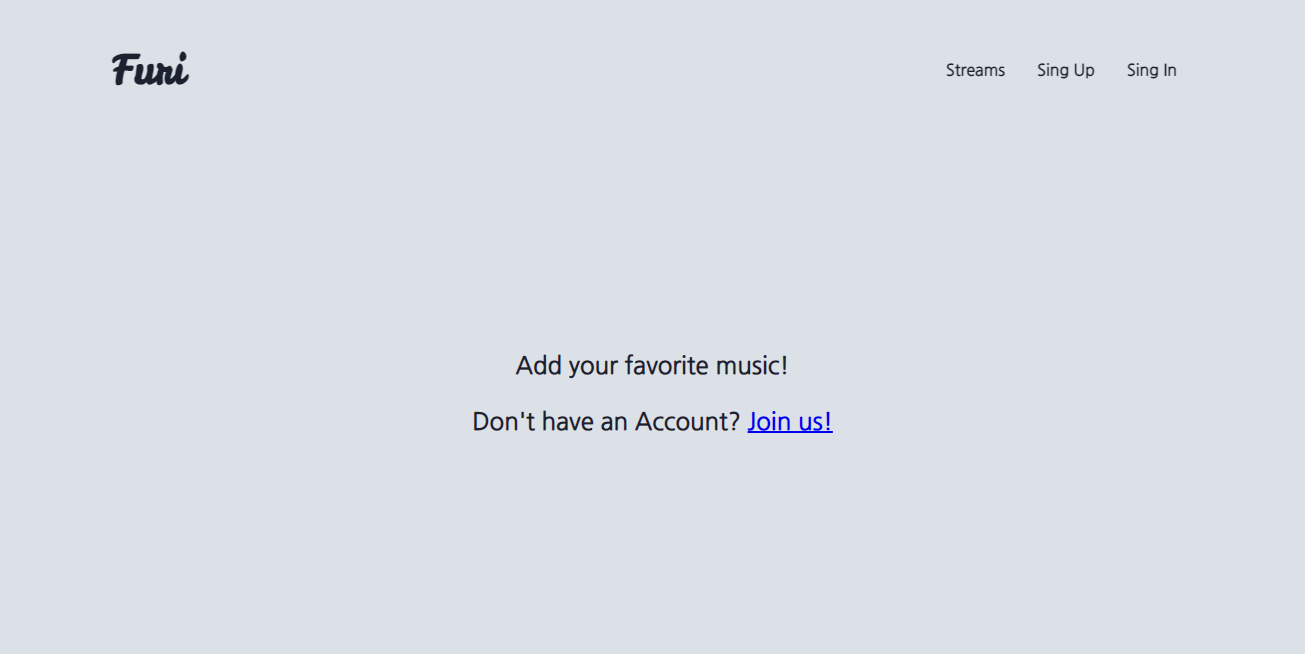 Furi
Streams Sing Up Sing In
Add your favorite music!
Don't have an Account? Join us!